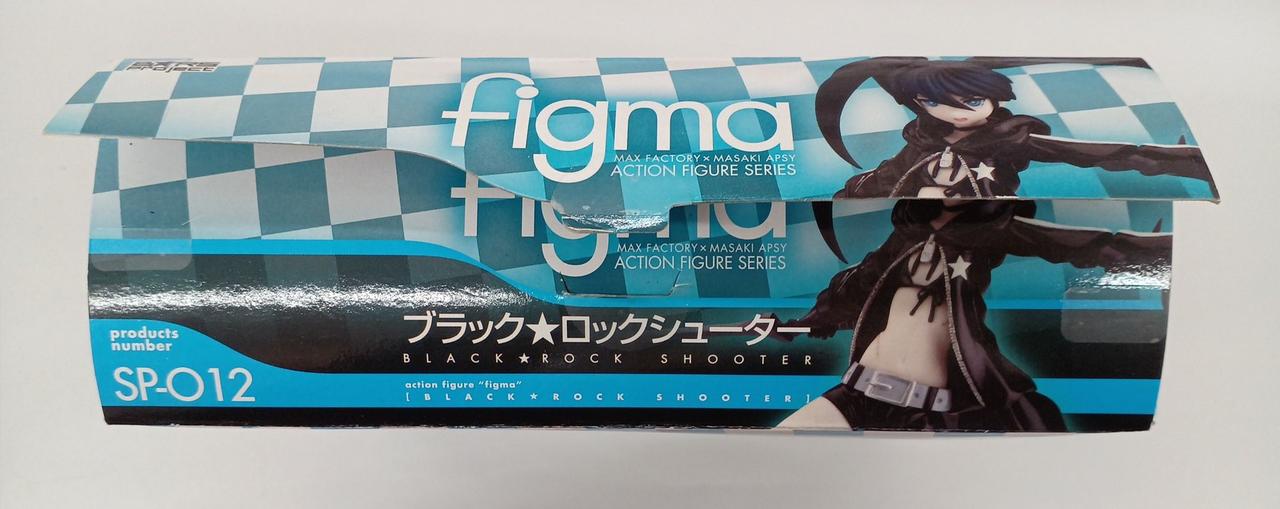 PROJECT
figma
MAX FACTORY × MASAKI APSY
ACTION FIGURE SERIES
figma
MAX FACTORY × MASAKI APSY
ACTION FIGURE SERIES
ブラック★ロックシューター
BLACK★ROCK SHOOTER
products
number
SP-012
action figure "figma"
[BLACK★ROCK SHOOTER]